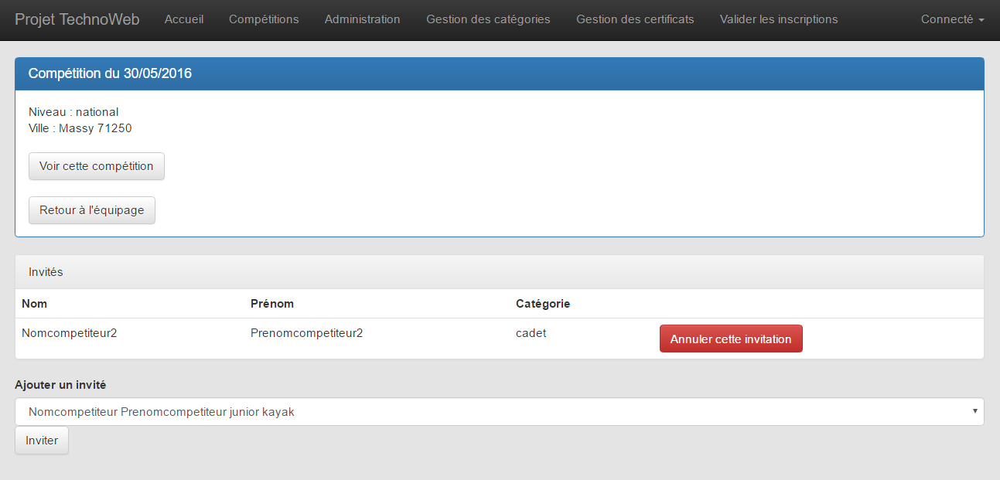 Projet TechnoWeb Accueil Compétitions Administration Gestion des catégories Gestion des certificats Valider les inscriptions Connecté
Compétition du 30/05/2016
Niveau : national
Ville : Massy 71250
Voir cette compétition
Retour à l'équipage
Invités
Nom Prénom Catégorie
Nomcompetiteur2 Prenomcompetiteur2 cadet Annuler cette invitation
Ajouter un invité
Nomcompetiteur Prenomcompetiteur junior kayak
Inviter